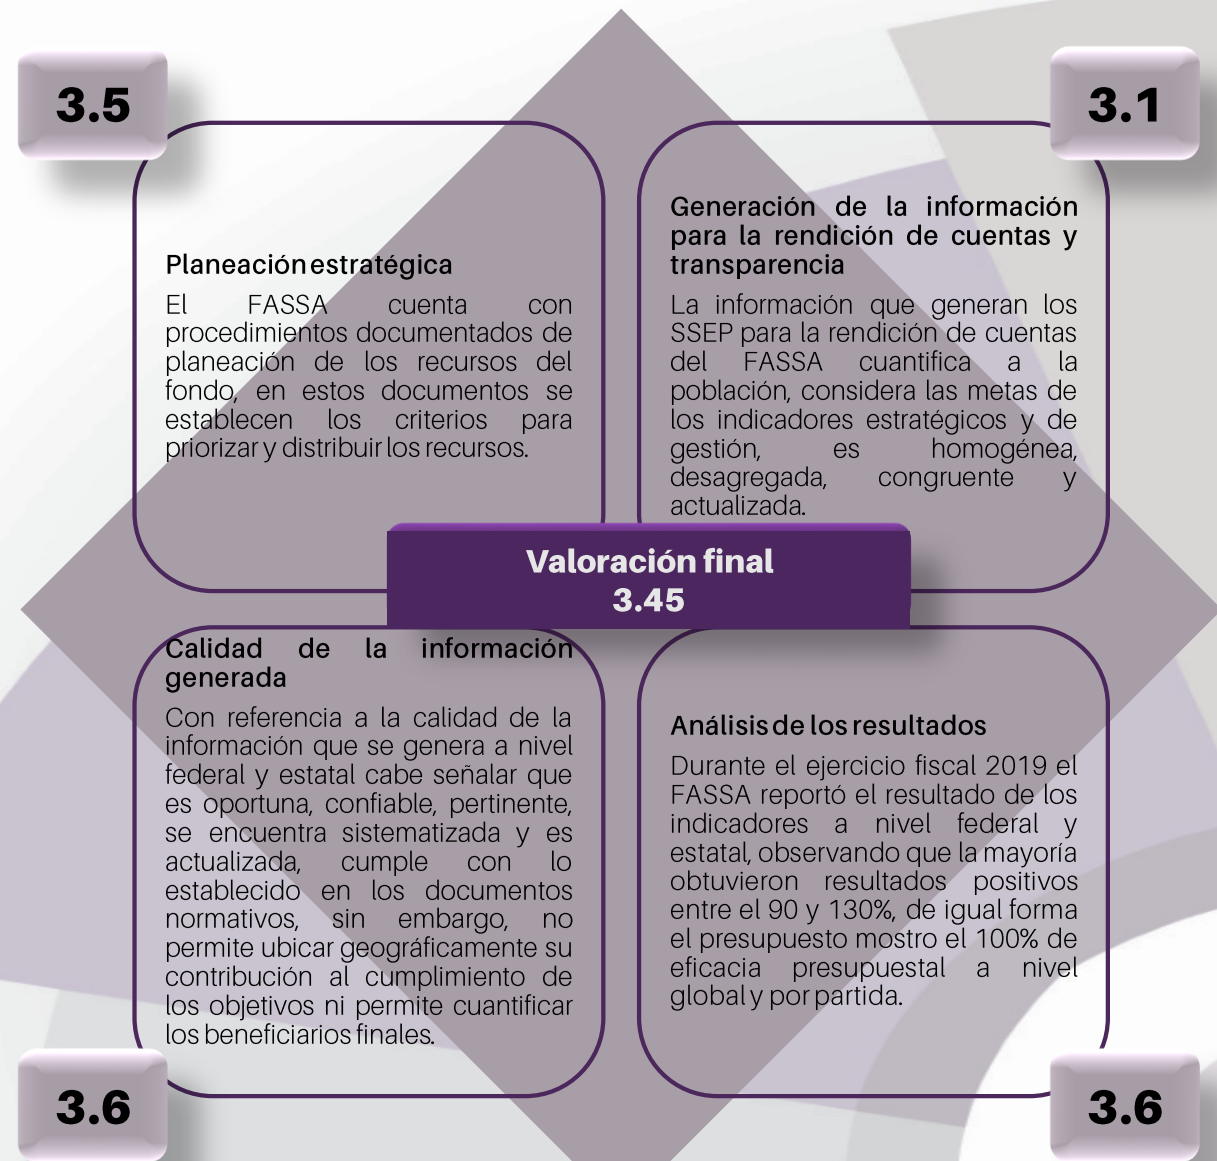 3.5
Planeación estratégica
El FASSA cuenta con
procedimientos documentados de
planeación de los recursos del
fondo, en estos documentos se
establecen los criterios para
priorizar y distribuir los recursos.
3.1
Generación de la información
para la rendición de cuentas y
transparencia
La información que generan los
SSEP para la rendición de cuentas
del FASSA cuantifica a la
población, considera las metas de
los indicadores estratégicos y de
gestión, es homogénea,
desagregada, congruente y
actualizada.
Valoración final
3.45
Calidad de la información
generada
Con referencia a la calidad de la
información que se genera a nivel
federal y estatal cabe señalar que
es oportuna, confiable, pertinente,
se encuentra sistematizada y es
actualizada, cumple con lo
establecido en los documentos
normativos, sin embargo, no
permite ubicar geográficamente su
contribución al cumplimiento de
los objetivos ni permite cuantificar
los beneficiarios finales.
3.6
Análisis de los resultados
Durante el ejercicio fiscal 2019 el
FASSA reportó el resultado de los
indicadores a nivel federal y
estatal, observando que la mayoría
obtuvieron resultados positivos
entre el 90 y 130%, de igual forma
el presupuesto mostro el 100% de
eficacia presupuestal a nivel
global y por partida.
3.6